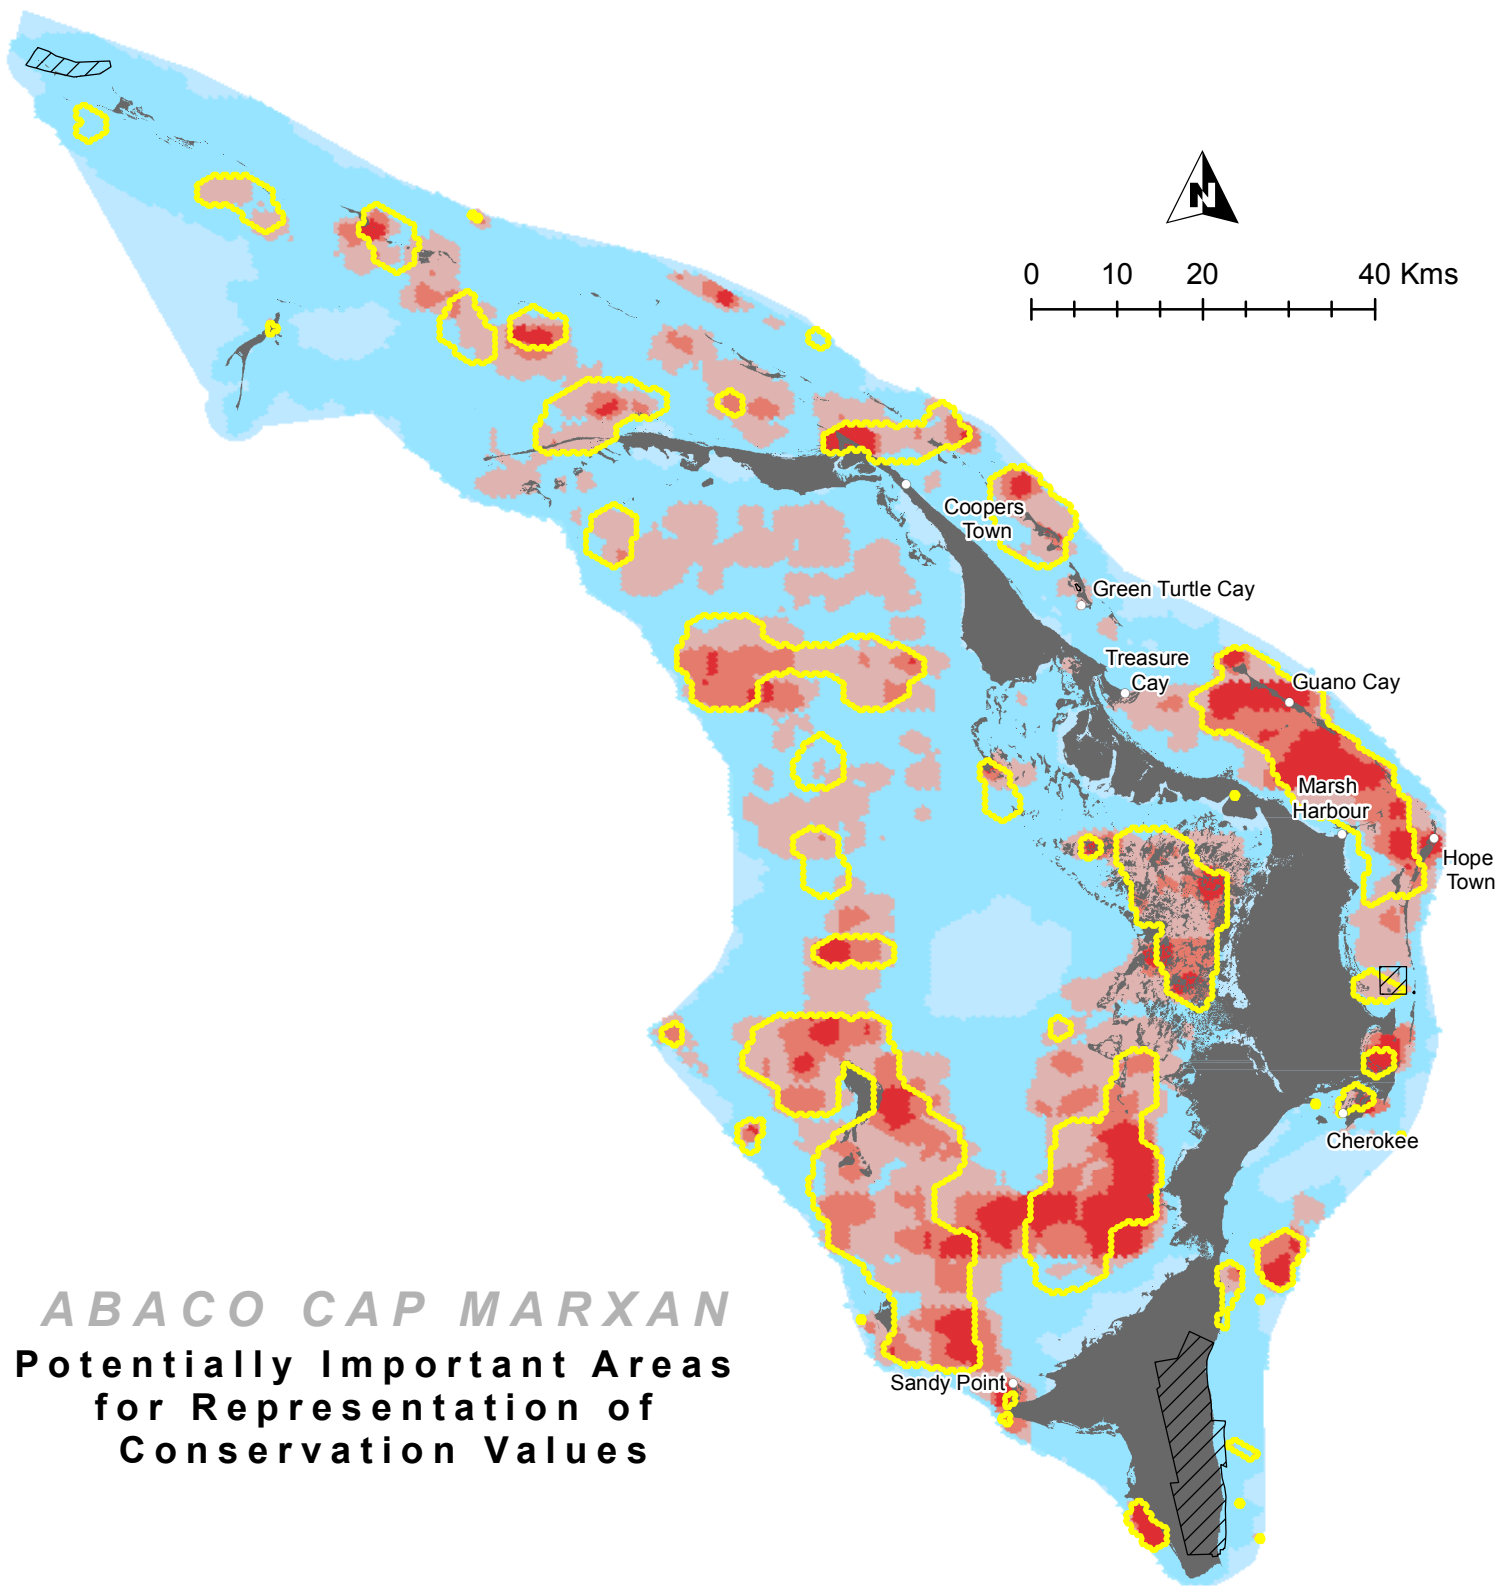 N
0 10 20 40 Kms
Coopers
Town
Green Turtle Cay
Treasure
Cay
Guano Cay
Marsh
Harbour
Hope
Town
Cherokee
Sandy Point
ABACO CAP MARXAN
Potentially Important Areas
for Representation of
Conservation Values